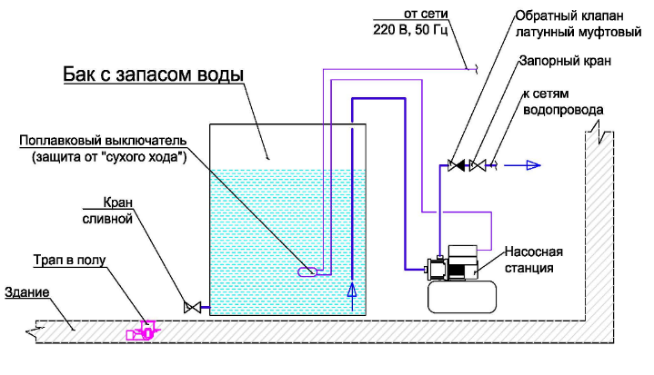 от сети
220 В, 50 Гц
Обратный клапан
латунный муфтовый
Запорный кран
к сетям
водопровода
Бак с запасом воды
Поплавковый выключатель
(защита от "сухого хода")
Кран
сливной
Насосная
станция
Трап в полу
Здание